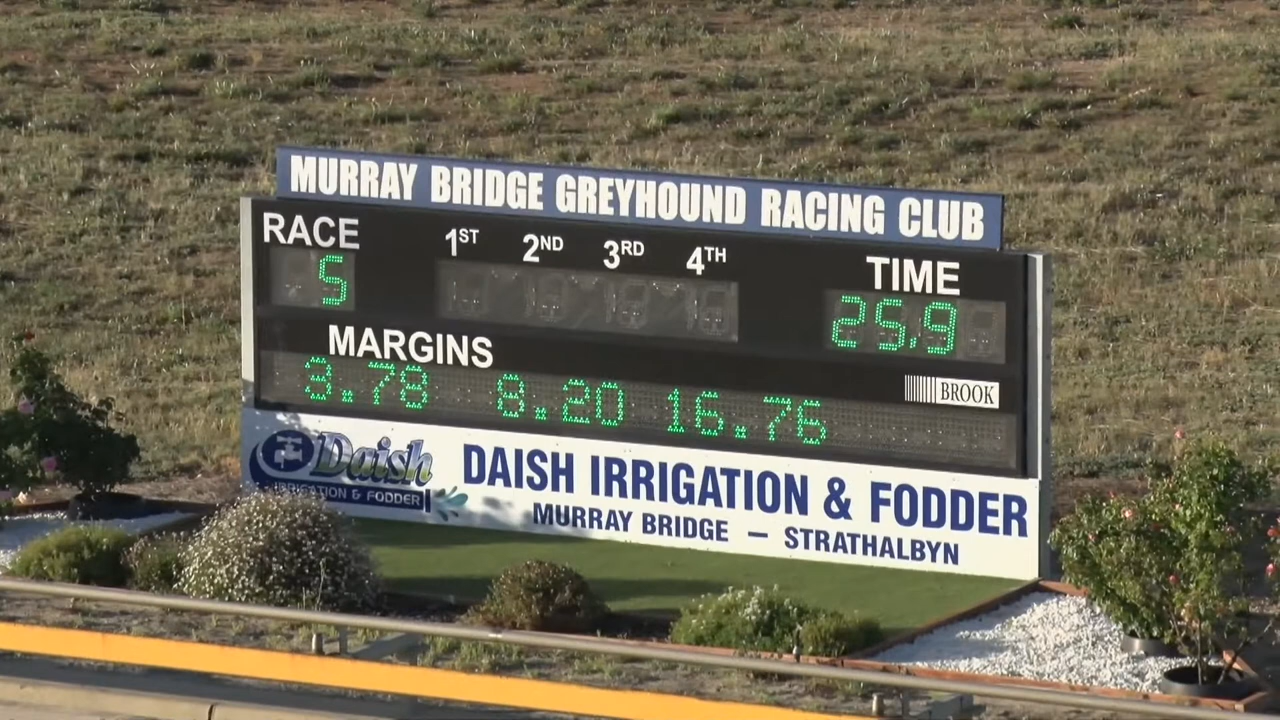 MURRAY BRIDGE GREYHOUND RACING CLUB
RACE 1ST 2ND 3RD 4TH TIME
5 25.9
MARGINS
BROOK
3.78 8.20 16.76
Daish
IRRIGATION & FODDER
DAISH IRRIGATION & FODDER
MURRAY BRIDGE — STRATHALBYN